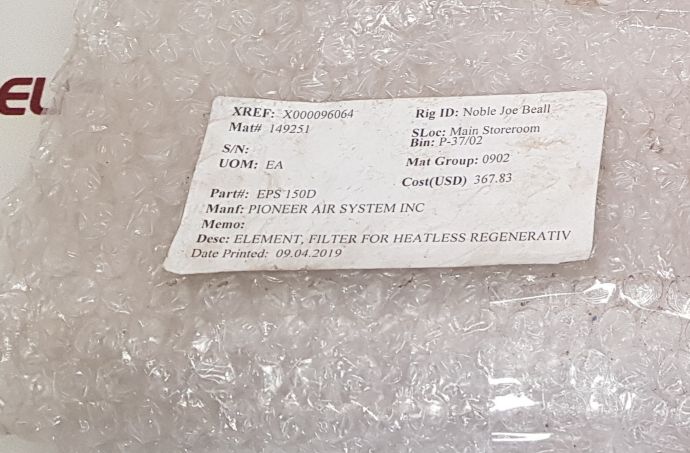 XREF: X000096064 Rig ID: Noble Joe Beall
Mat# 149251 SLoc: Main Storeroom
S/N: Bin: P-37/02
UOM: EA Mat Group: 0902
Cost(USD) 367.83
Part#: EPS 150D
Manf: PIONEER AIR SYSTEM INC
Memo:
Desc: ELEMENT, FILTER FOR HEATLESS REGENERATIV
Date Printed: 09.04.2019